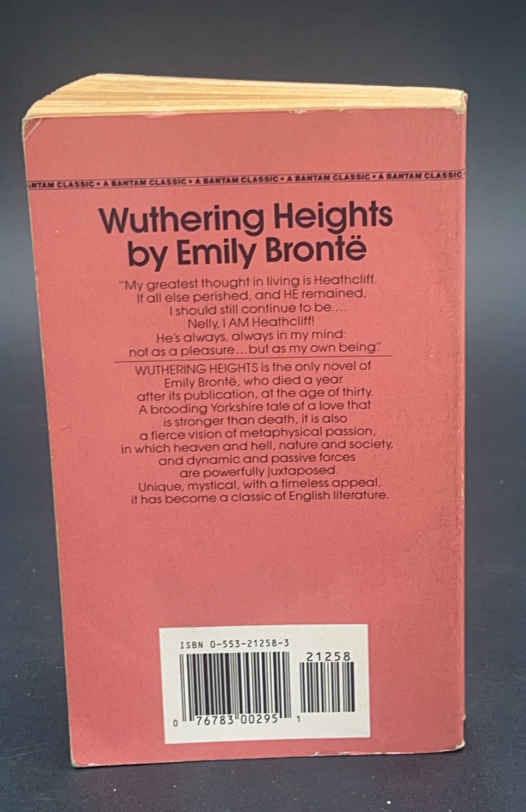 NTAM CLASSIC • A BANTAM CLASSIC • A BANTAM CLASSIC • A BANTAM CLASSIC • A BANTAM CLASSIC
Wuthering Heights
by Emily Brontë
"My greatest thought in living is Heathcliff.
If all else perished, and HE remained,
I should still continue to be....
Nelly, I AM Heathcliff!
He's always, always in my mind:
not as a pleasure...but as my own being."
WUTHERING HEIGHTS is the only novel of
Emily Brontë, who died a year
after its publication, at the age of thirty.
A brooding Yorkshire tale of a love that
is stronger than death, it is also
a fierce vision of metaphysical passion,
in which heaven and hell, nature and society,
and dynamic and passive forces
are powerfully juxtaposed.
Unique, mystical, with a timeless appeal,
it has become a classic of English literature.
ISBN 0-553-21258-3
21258
0 76783 00295 1